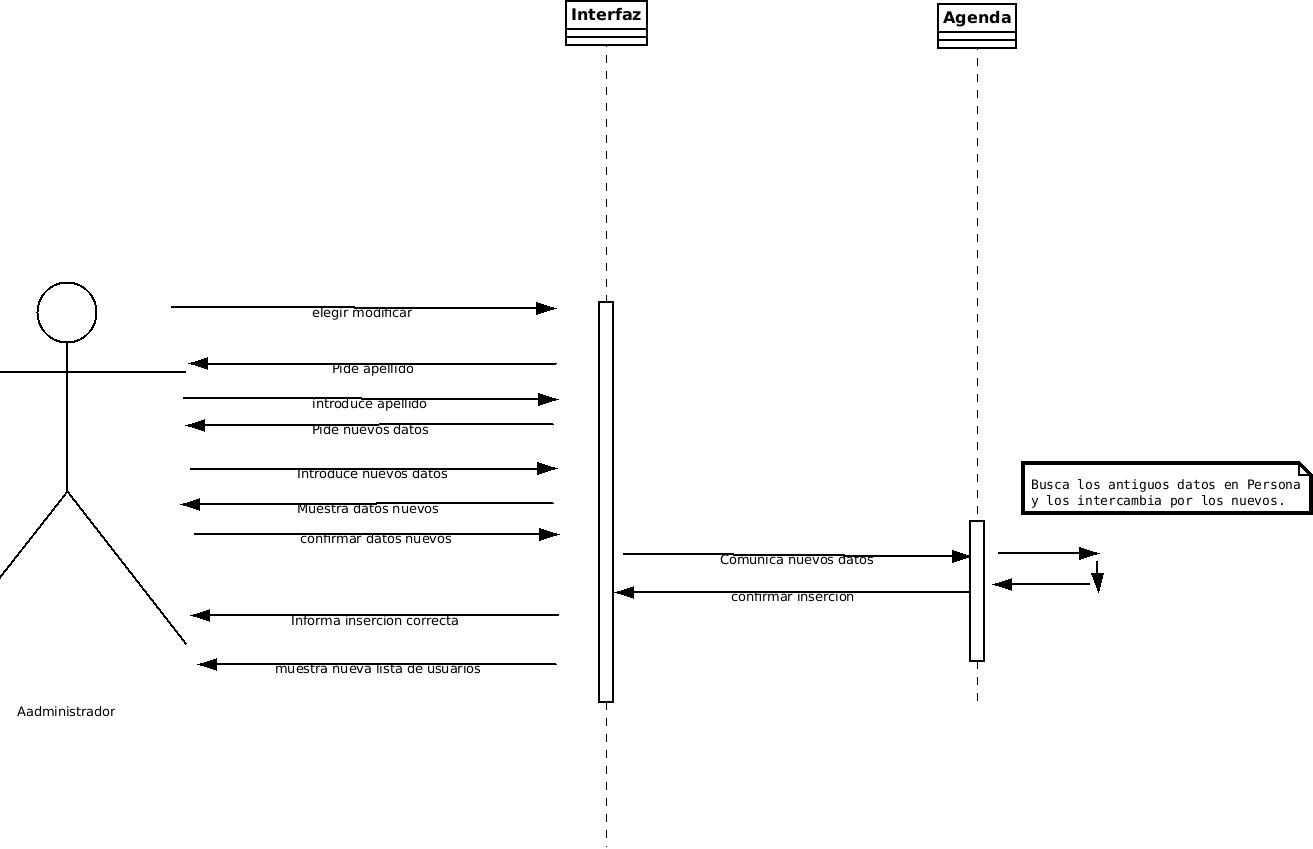 Interfaz
Agenda
elegir modificar
Pide apellido
introduce apellido
Pide nuevos datos
Introduce nuevos datos
Busca los antiguos datos en Persona
y los intercambia por los nuevos.
Muestra datos nuevos
confirmar datos nuevos
Comunica nuevos datos
confirmar insercion
Informa insercion correcta
muestra nueva lista de usuarios
Aadministrador